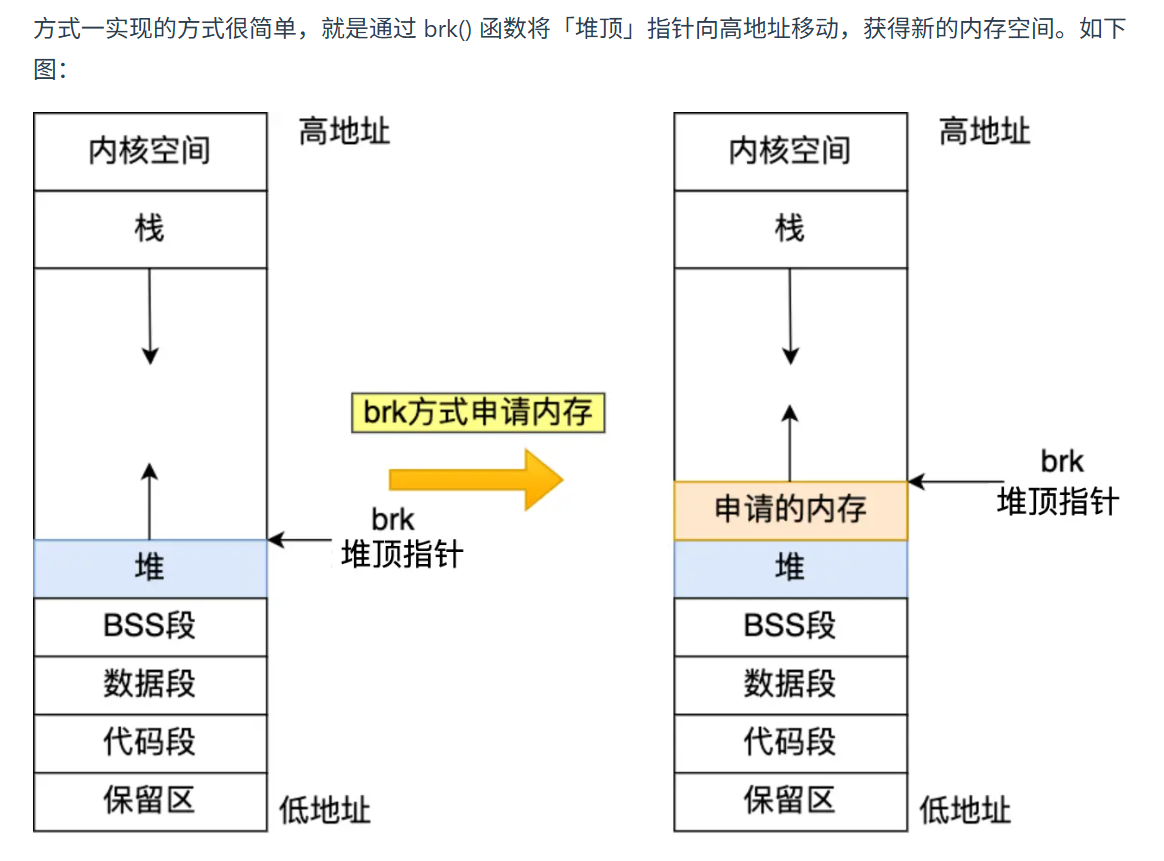 方式一实现的方式很简单，就是通过 brk() 函数将「堆顶」指针向高地址移动，获得新的内存空间。如下
图：
内核空间
高地址
栈
brk
堆顶指针
堆
BSS段
数据段
代码段
保留区
低地址
brk方式申请内存
内核空间
高地址
栈
brk
堆顶指针
申请的内存
堆
BSS段
数据段
代码段
保留区
低地址